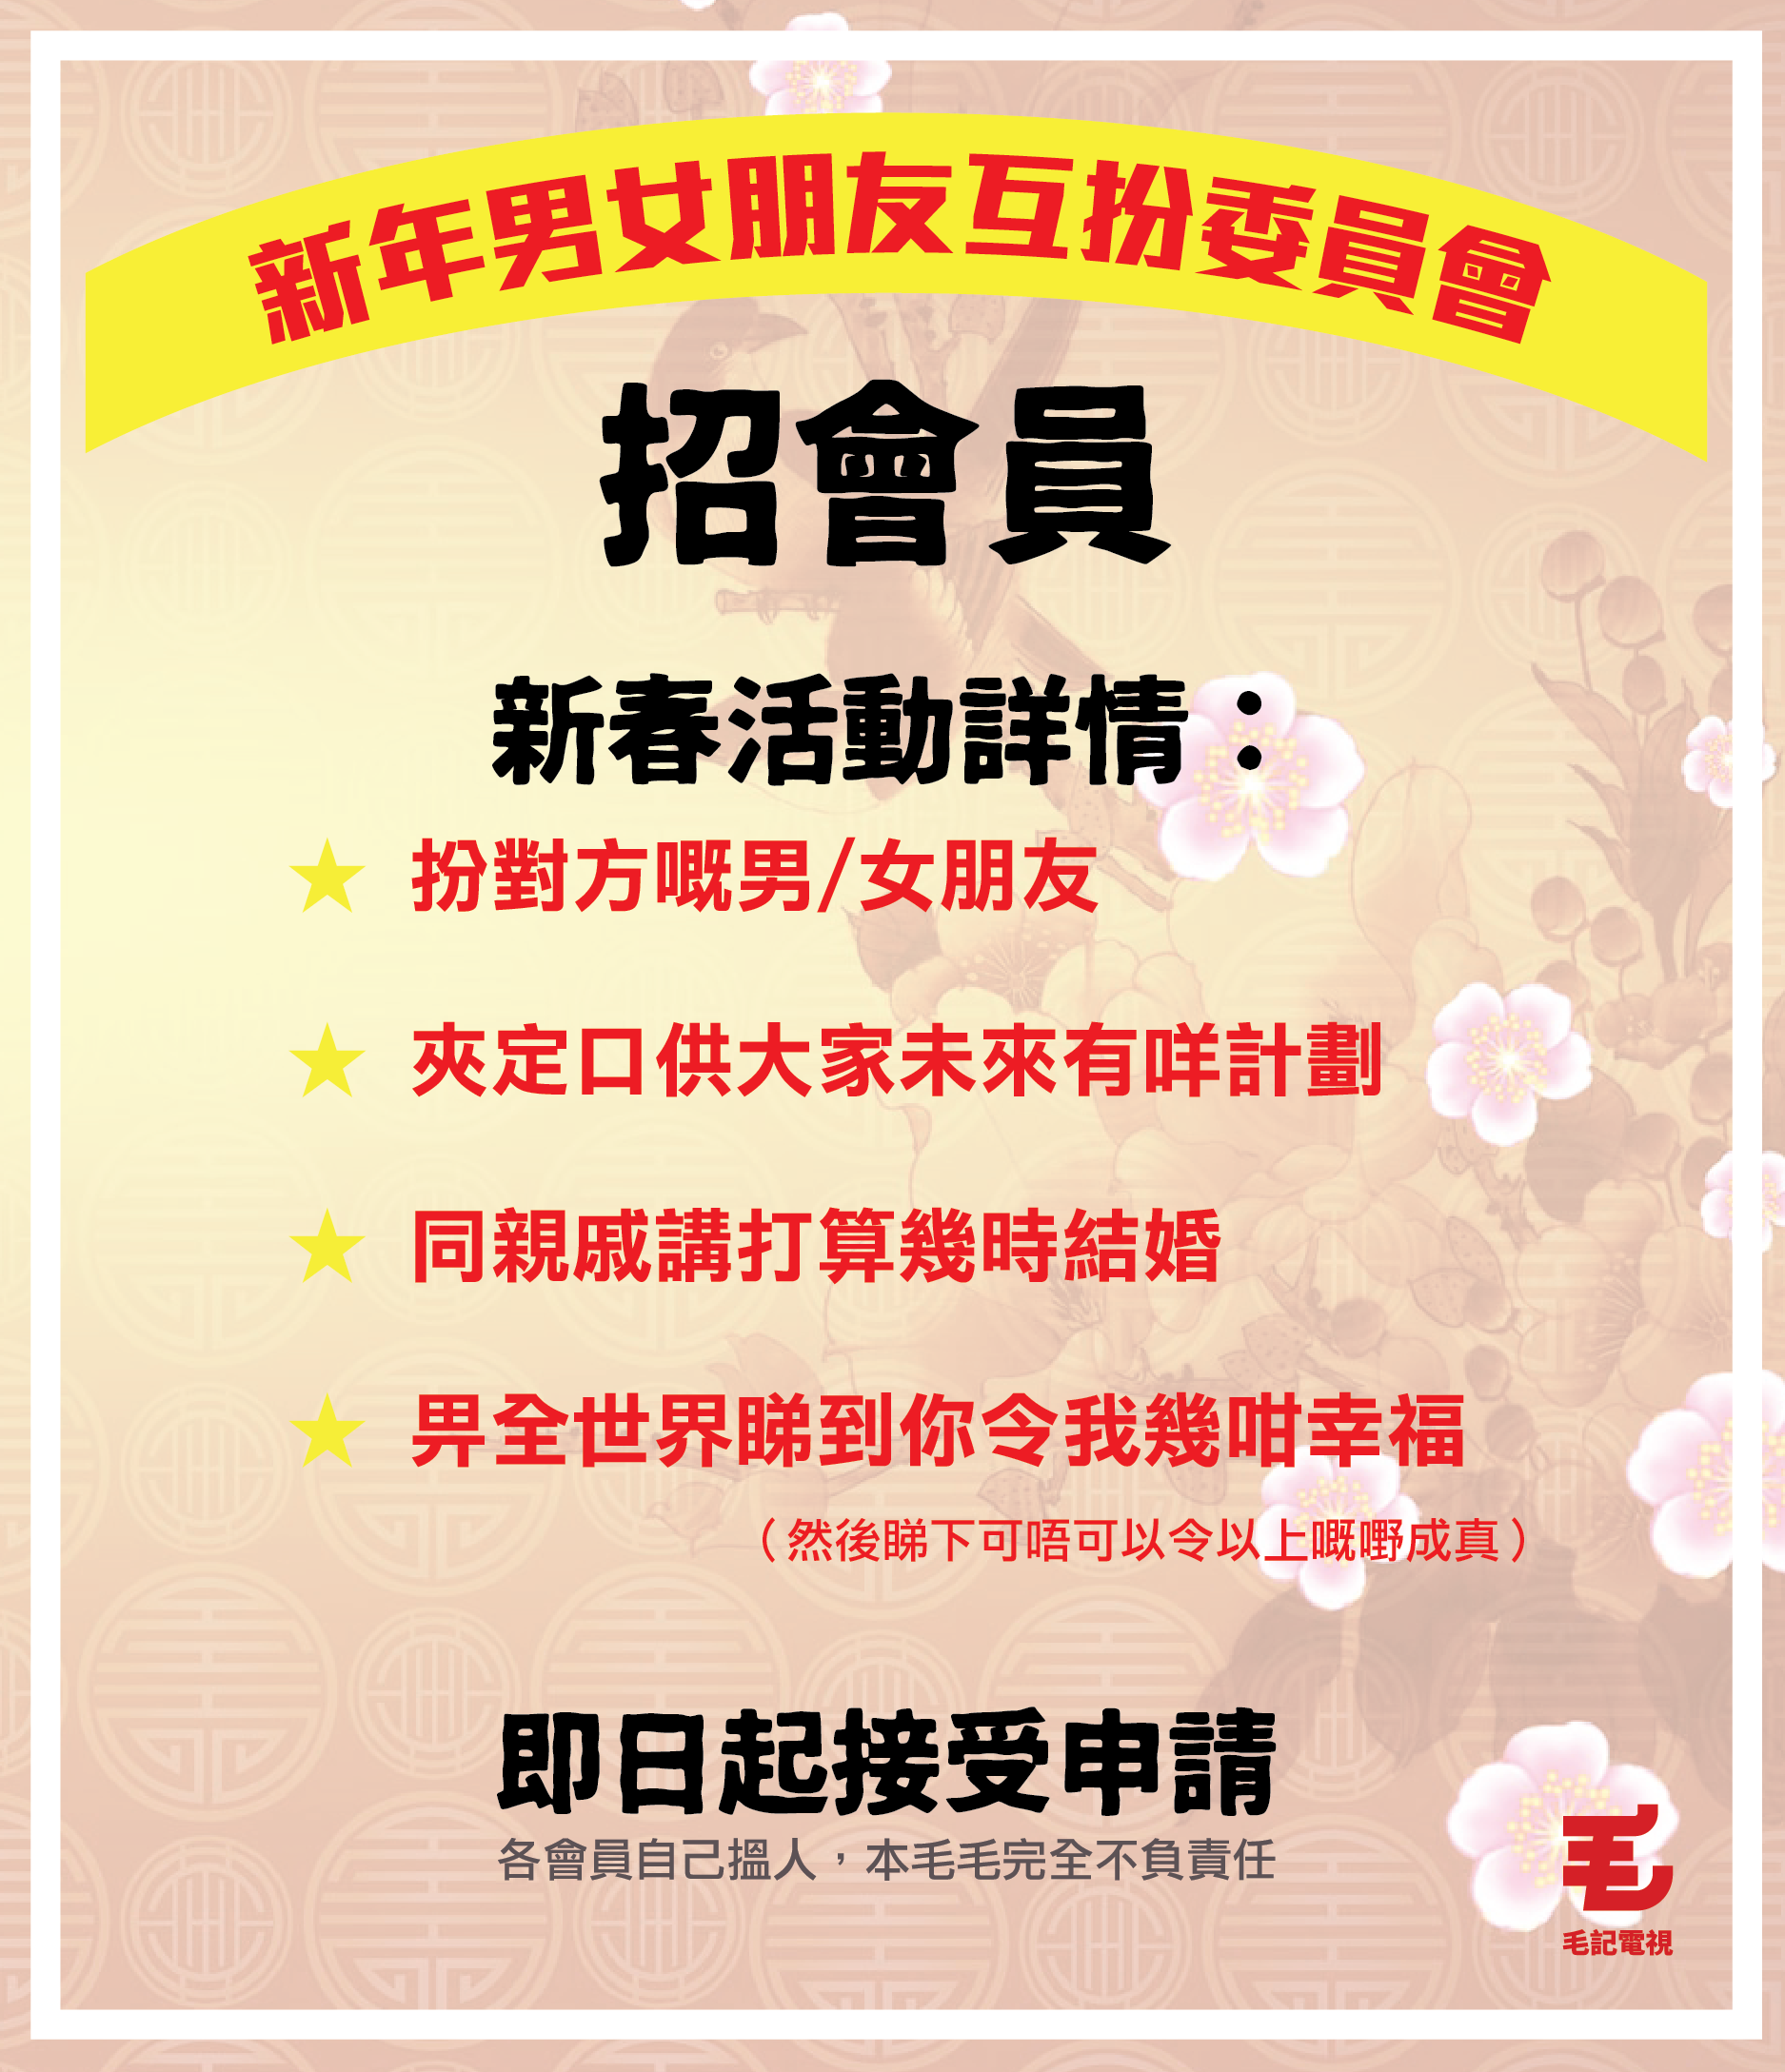 新年男女朋友互扮委員會
招會員
新春活動詳情：
★ 扮對方嘅男/女朋友
★ 夾定口供大家未來有咩計劃
★ 同親戚講打算幾時結婚
★ 畀全世界睇到你令我幾咁幸福
（然後睇下可唔可以令以上嘅嘢成真）
即日起接受申請
各會員自己搵人，本毛毛完全不負責任
毛
毛記電視